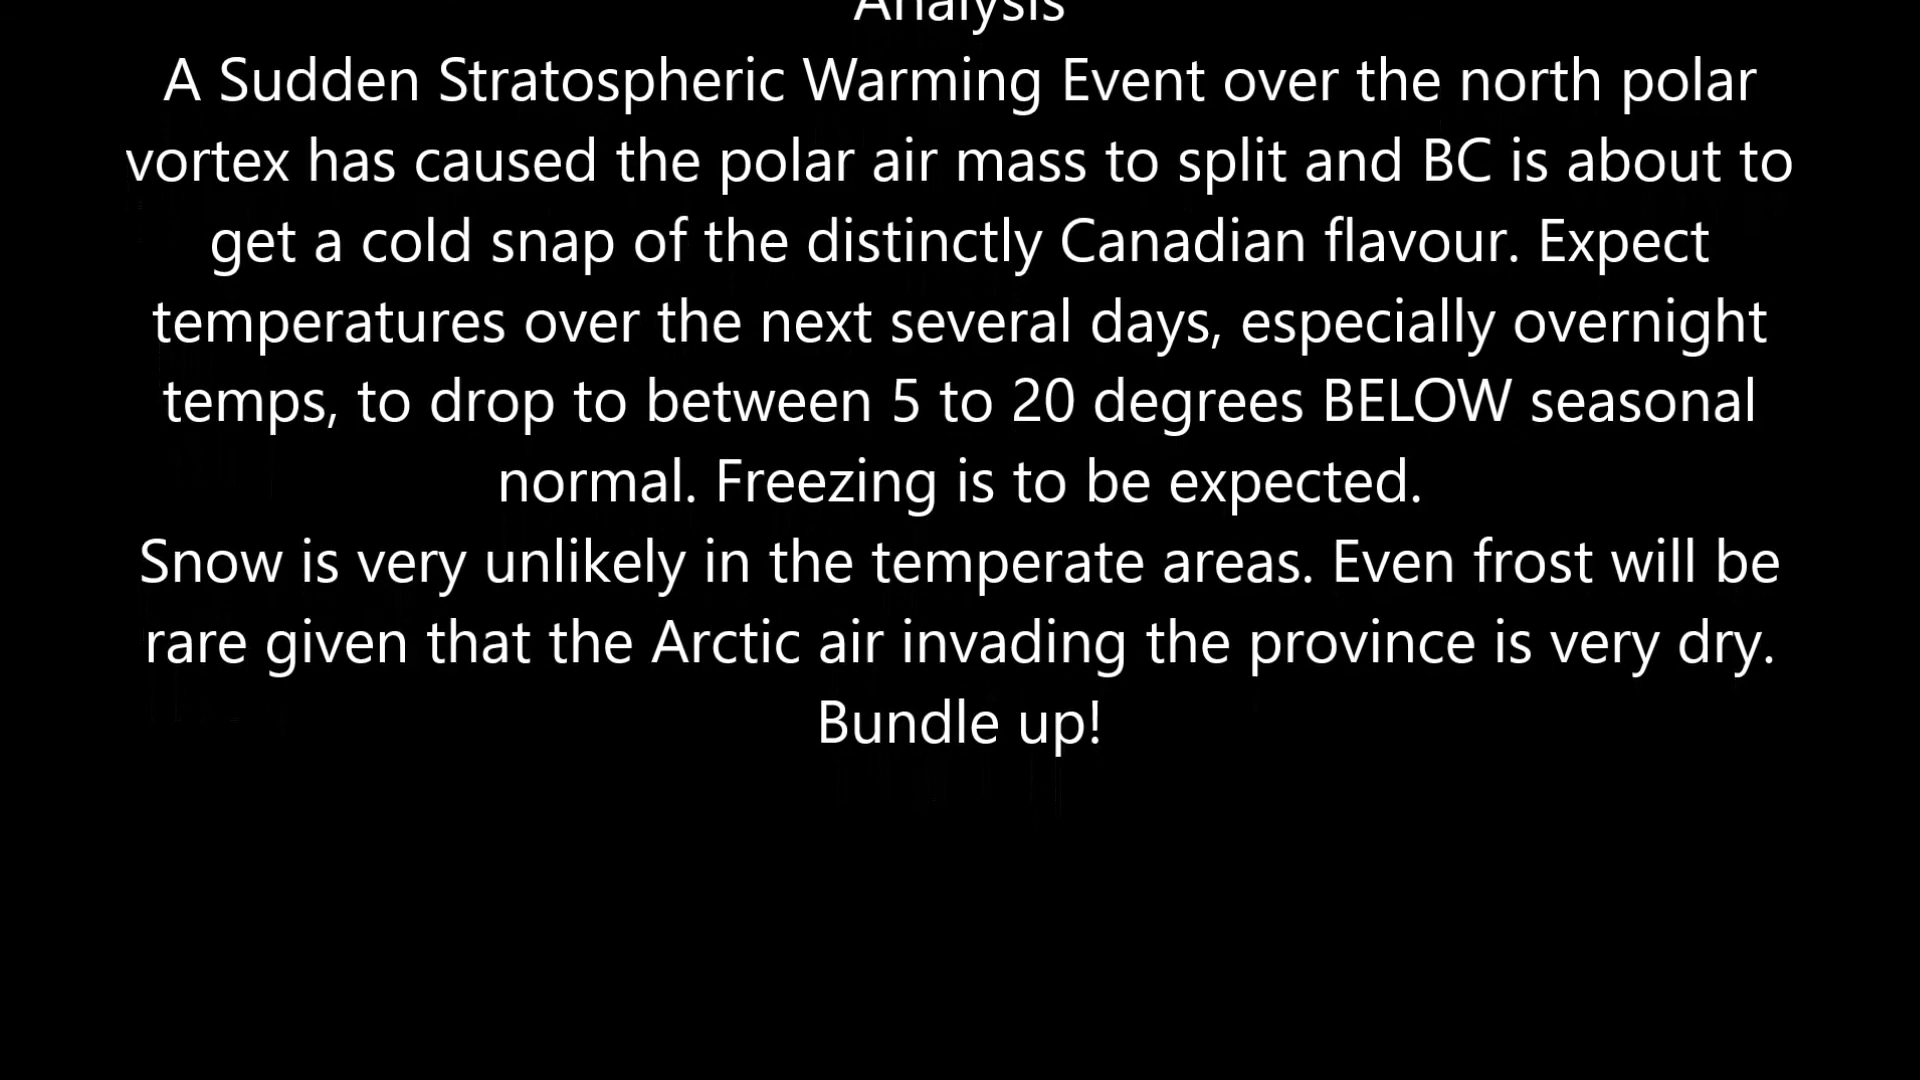 Analysis
A Sudden Stratospheric Warming Event over the north polar
vortex has caused the polar air mass to split and BC is about to
get a cold snap of the distinctly Canadian flavour. Expect
temperatures over the next several days, especially overnight
temps, to drop to between 5 to 20 degrees BELOW seasonal
normal. Freezing is to be expected.
Snow is very unlikely in the temperate areas. Even frost will be
rare given that the Arctic air invading the province is very dry.
Bundle up!